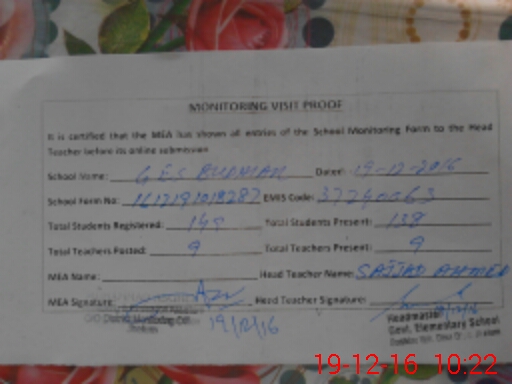 MONITORING VISIT PROOF
It is certified that the MEA has shown all entries of the School Monitoring Form to the Head
Teacher before its online submission
School Name: GES Dated: 19-12-2016
School Form No: EMIS Code: 37240063
Total Students Registered: Total Students Present: 138
Total Teachers Posted: 9 Total Teachers Present: 9
MEA Name: Head Teacher Name: SAJJAD AHMED
MEA Signature: Head Teacher Signature:
19/12/16
Headmaster
Govt. Elementary School
19-12-16 10:22